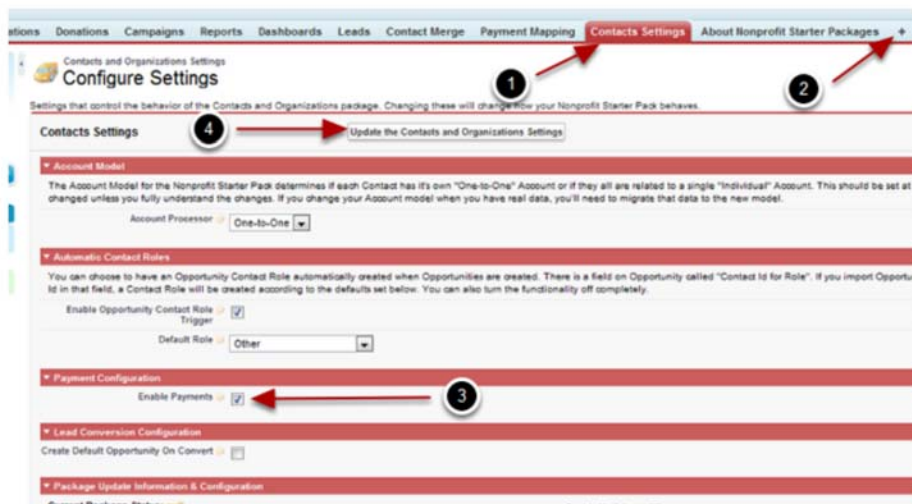 ations Donations Campaigns Reports Dashboards Leads Contact Merge Payment Mapping Contacts Settings About Nonprofit Starter Packages +
Contacts and Organizations Settings
Configure Settings
1
2
Settings that control the behavior of the Contacts and Organizations package. Changing these will change how your Nonprofit Starter Pack behaves.
Contacts Settings
4
Update the Contacts and Organizations Settings
Account Model
The Account Model for the Nonprofit Starter Pack determines if each Contact has it's own "One-to-One" Account or if they all are related to a single "Individual" Account. This should be set at
changed unless you fully understand the changes. If you change your Account model when you have real data, you'll need to migrate that data to the new model.
Account Processor One-to-One
Automatic Contact Roles
You can choose to have an Opportunity Contact Role automatically created when Opportunities are created. There is a field on Opportunity called "Contact Id for Role". If you import Opportu
Id in that field, a Contact Role will be created according to the defaults set below. You can also turn the functionality off completely.
Enable Opportunity Contact Role
Trigger
Default Role Other
Payment Configuration
Enable Payments
3
Lead Conversion Configuration
Create Default Opportunity On Convert
Package Update Information & Configuration